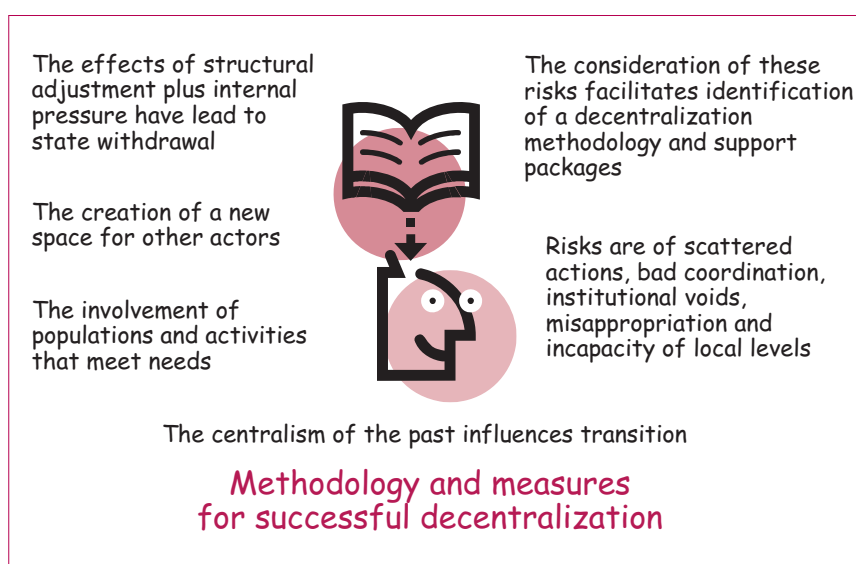 The effects of structural
adjustment plus internal
pressure have lead to
state withdrawal
The creation of a new
space for other actors
The involvement of
populations and activities
that meet needs
The consideration of these
risks facilitates identification
of a decentralization
methodology and support
packages
Risks are of scattered
actions, bad coordination,
institutional voids,
misappropriation and
incapacity of local levels
The centralism of the past influences transition
Methodology and measures
for successful decentralization